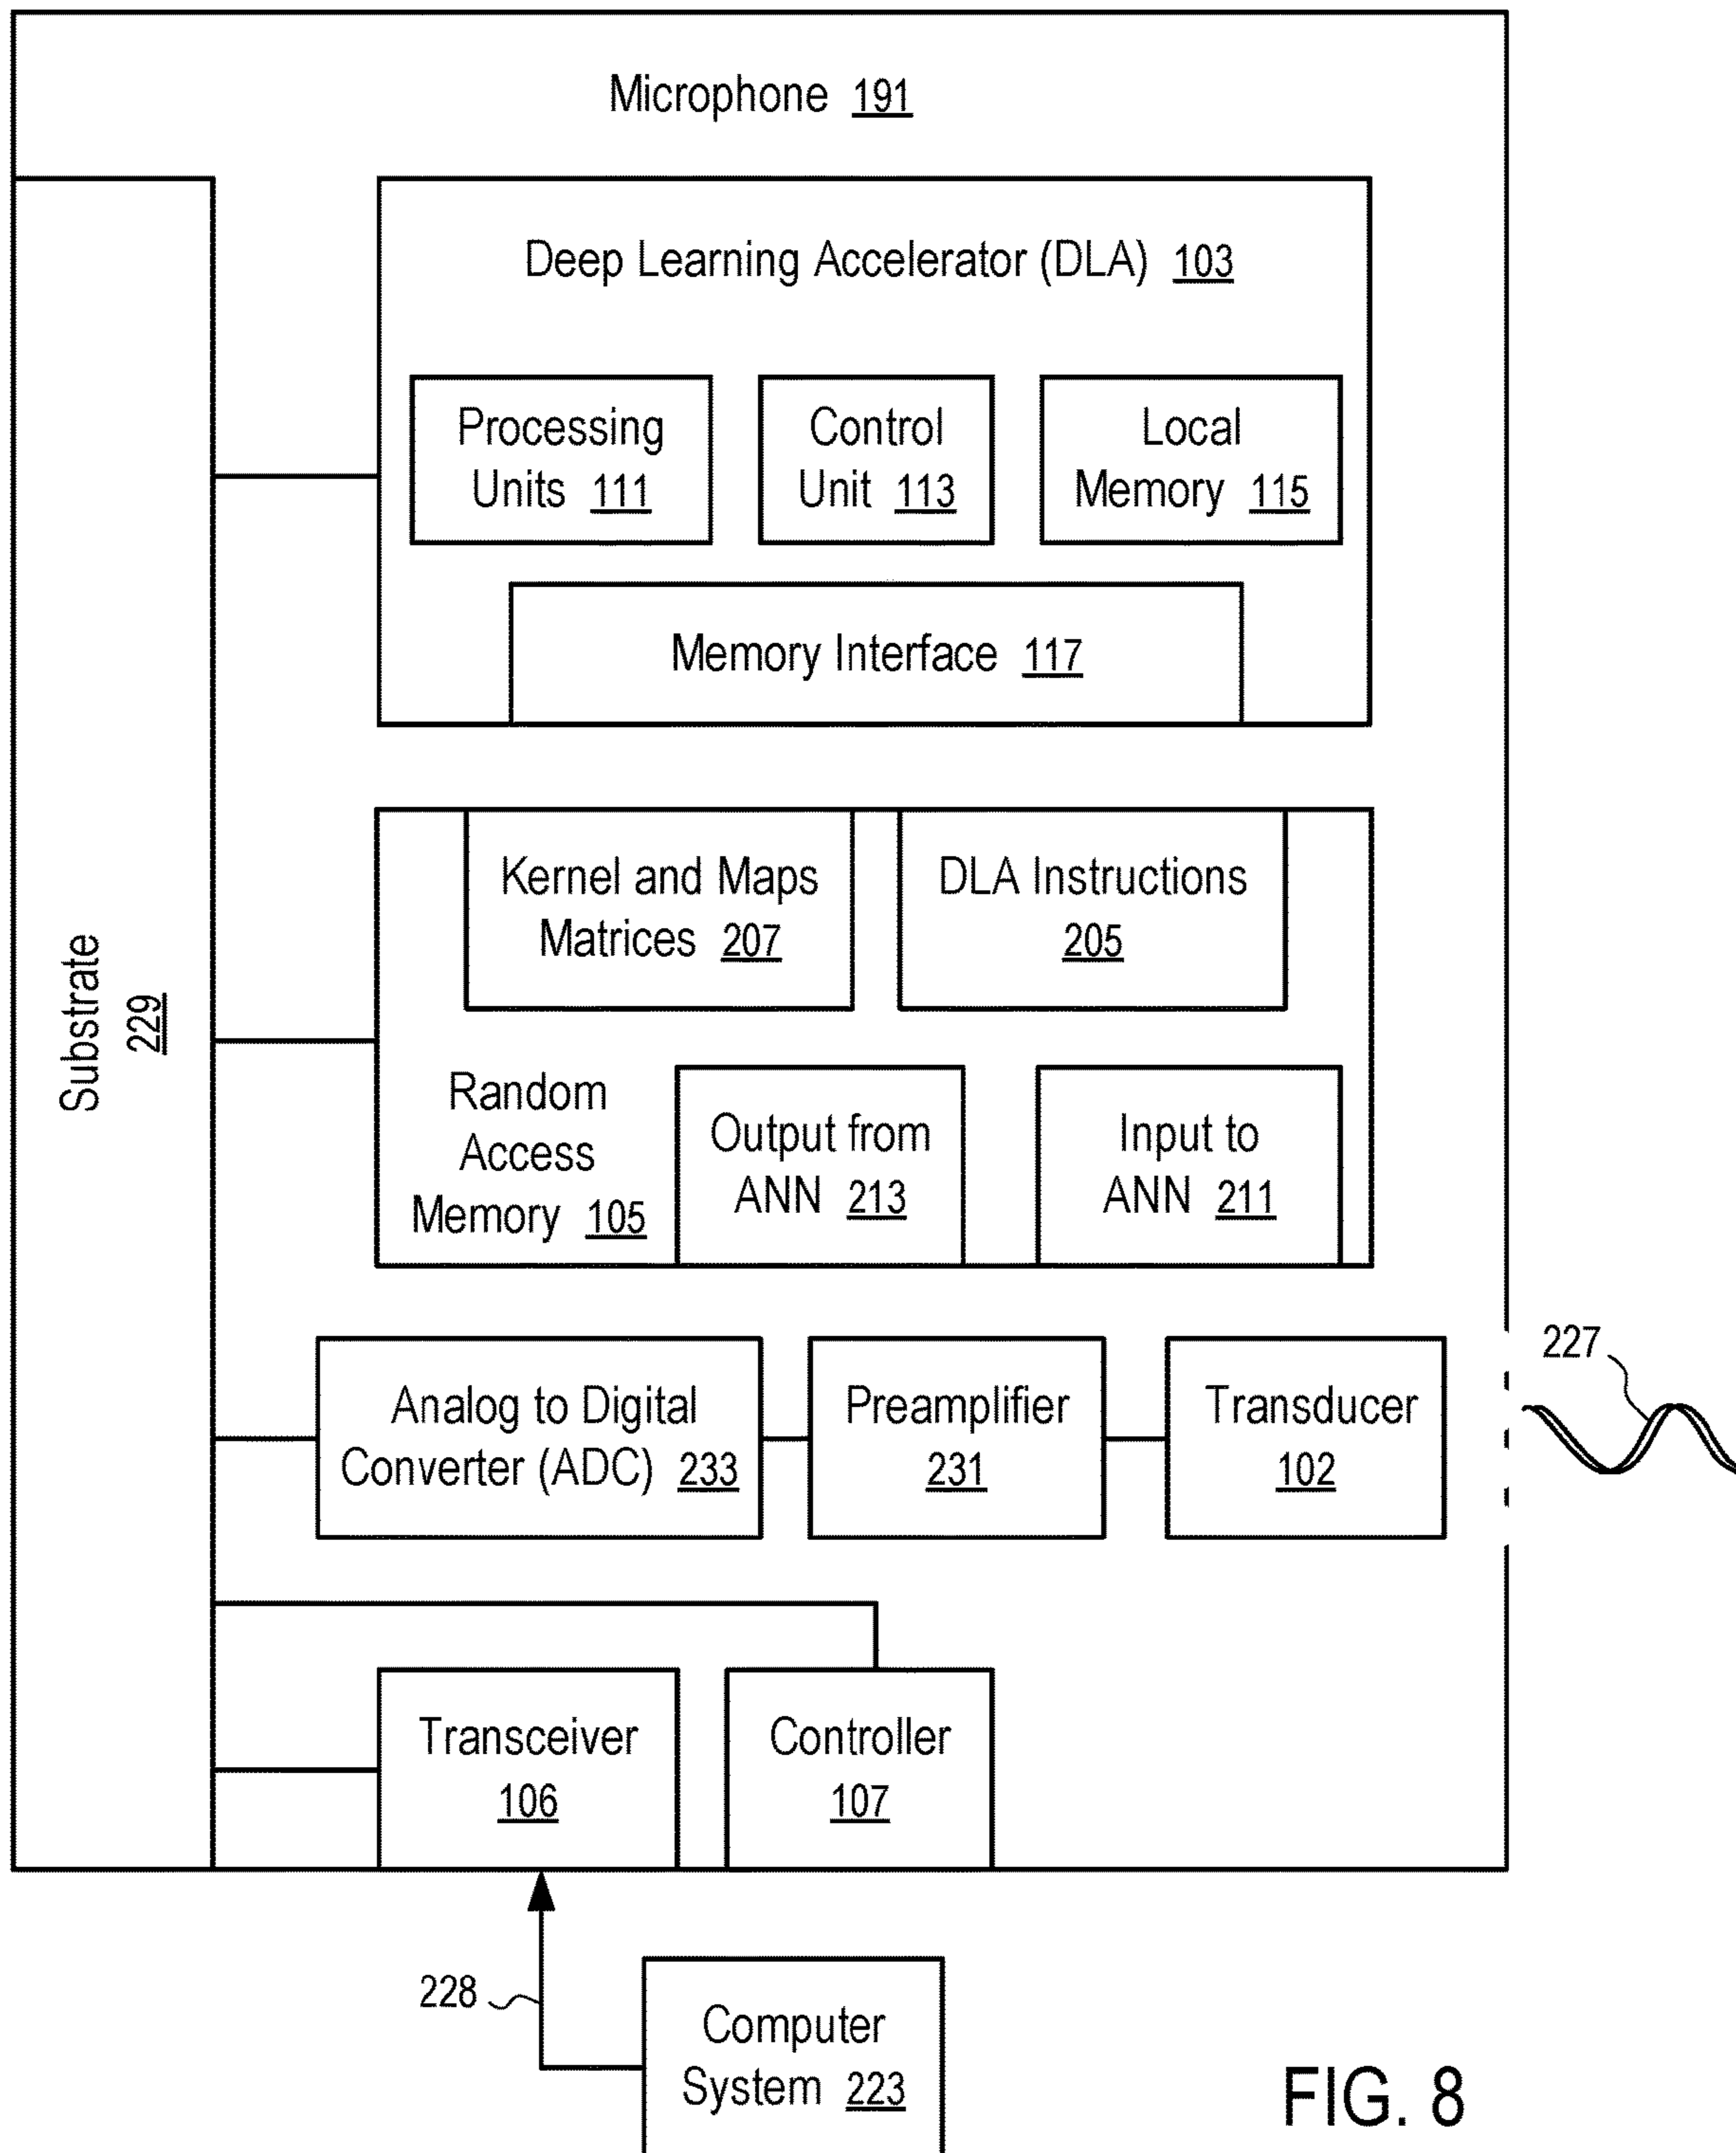 Microphone 191
Deep Learning Accelerator (DLA) 103
Processing
Units 111
Control
Unit 113
Local
Memory 115
Memory Interface 117
Substrate
229
Kernel and Maps
Matrices 207
DLA Instructions
205
Random
Access
Memory 105
Output from
ANN 213
Input to
ANN 211
227
Analog to Digital
Converter (ADC) 233
Preamplifier
231
Transducer
102
Transceiver
106
Controller
107
228
Computer
System 223
FIG. 8